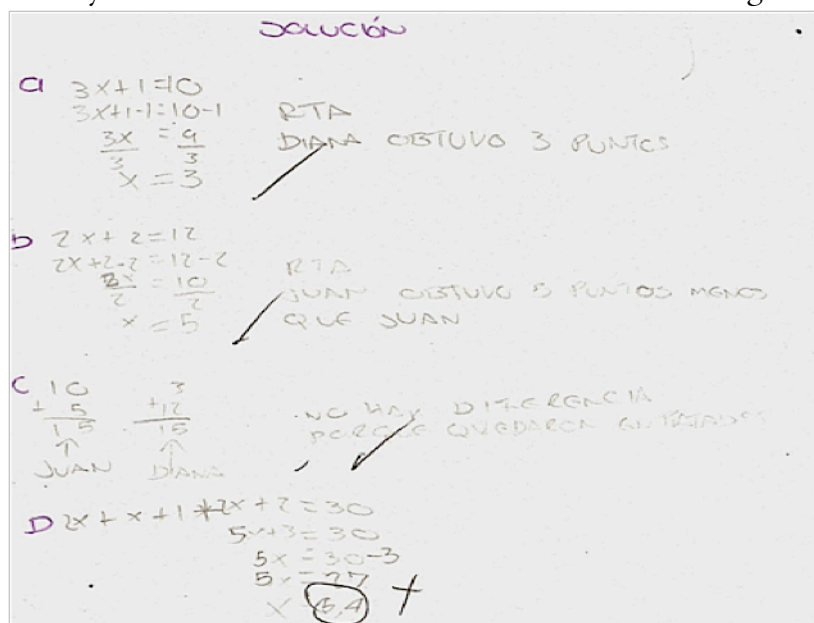 SOLUCIÓN
a 3x+1=10
3x+1-1=10-1
3x/3 = 9/3
x = 3
RTA
DIANA OBTUVO 3 PUNTOS
b 2x+2=12
2x+2-2=12-2
2x/2 = 10/2
x = 5
RTA
JUAN OBTUVO 5 PUNTOS MENOS
QUE JUAN
C 10 3
+ 5 +12
15 15
↑ ↑
JUAN DIANA
NO HAY DIFERENCIA
PORQUE QUEDARON EMPATADOS
D 2x+x+1+2x+2=30
5x+3=30
5x=30-3
5x=27
x 5,4